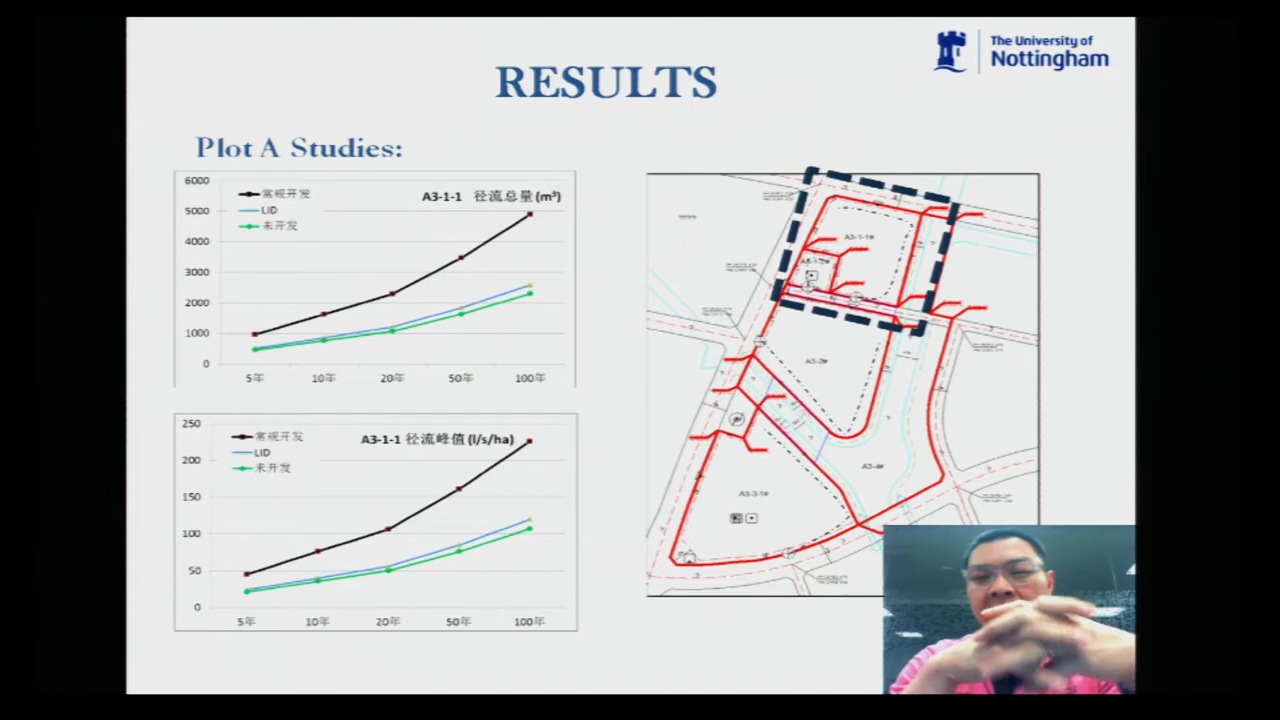 The University of
Nottingham
RESULTS
Plot A Studies:
6000
5000
4000
3000
2000
1000
0
常规开发
LID
未开发
A3-1-1 径流总量(m³)
5年 10年 20年 50年 100年
250
200
150
100
50
0
常规开发
LID
未开发
A3-1-1 径流峰值(l/s/ha)
5年 10年 20年 50年 100年
A3-1-1#
A3-1-2#
A3-2#
A3-4#
A3-3-1#